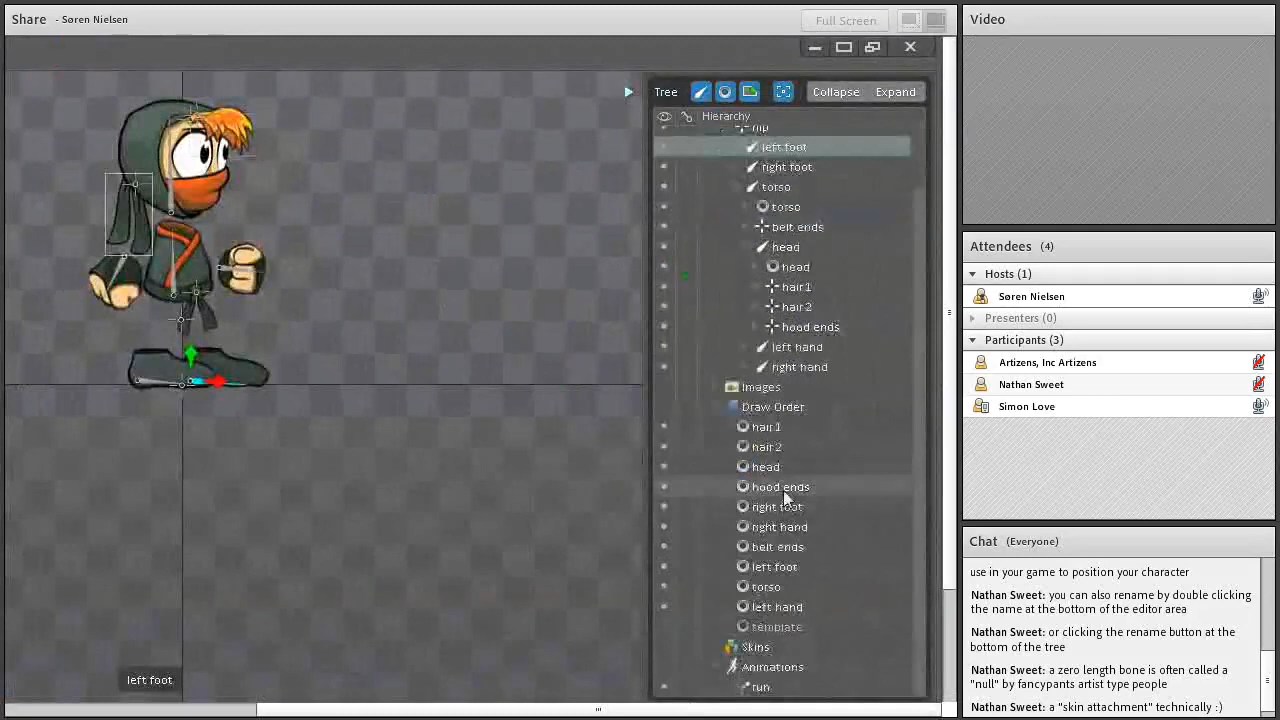 Share - Søren Nielsen
Full Screen
Tree
Collapse
Expand
Hierarchy
hip
left foot
right foot
torso
torso
belt ends
head
head
hair1
hair2
hood ends
left hand
right hand
Images
Draw Order
hair1
hair2
head
hood ends
right foot
right hand
belt ends
left foot
torso
left hand
template
Skins
Animations
run
left foot
Video
Attendees (4)
Hosts (1)
Søren Nielsen
Presenters (0)
Participants (3)
Artizens, Inc Artizens
Nathan Sweet
Simon Love
Chat (Everyone)
use in your game to position your character
Nathan Sweet: you can also rename by double clicking
the name at the bottom of the editor area
Nathan Sweet: or clicking the rename button at the
bottom of the tree
Nathan Sweet: a zero length bone is often called a
"null" by fancypants artist type people
Nathan Sweet: a "skin attachment" technically :)